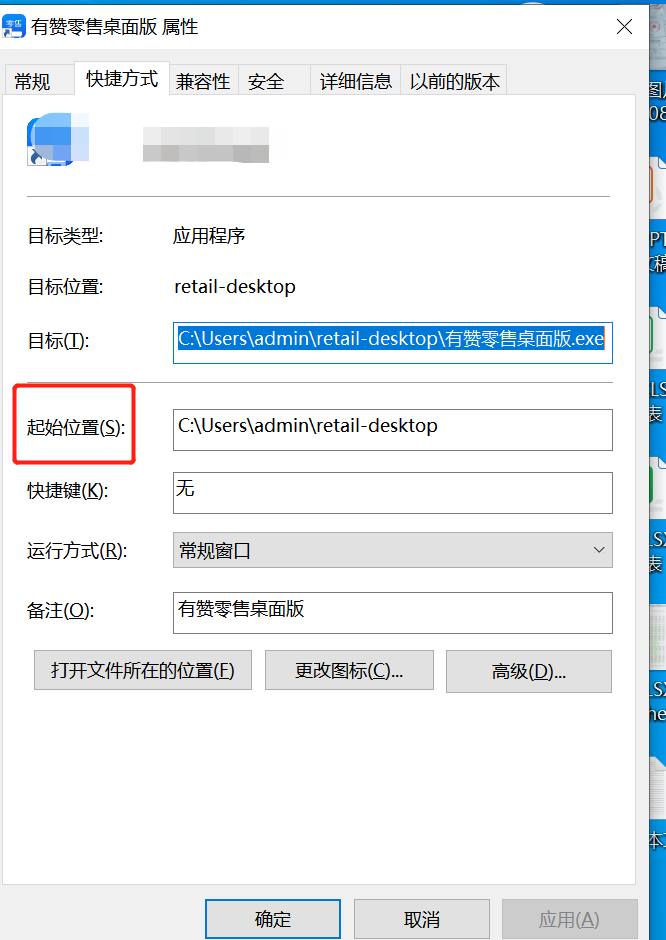 零售 有赞零售桌面版 属性
常规 快捷方式 兼容性 安全 详细信息 以前的版本
目标类型: 应用程序
目标位置: retail-desktop
目标(T): C:\Users\admin\retail-desktop\有赞零售桌面版.exe
起始位置(S): C:\Users\admin\retail-desktop
快捷键(K): 无
运行方式(R): 常规窗口
备注(O): 有赞零售桌面版
打开文件所在的位置(F) 更改图标(C)... 高级(D)...
确定 取消 应用(A)